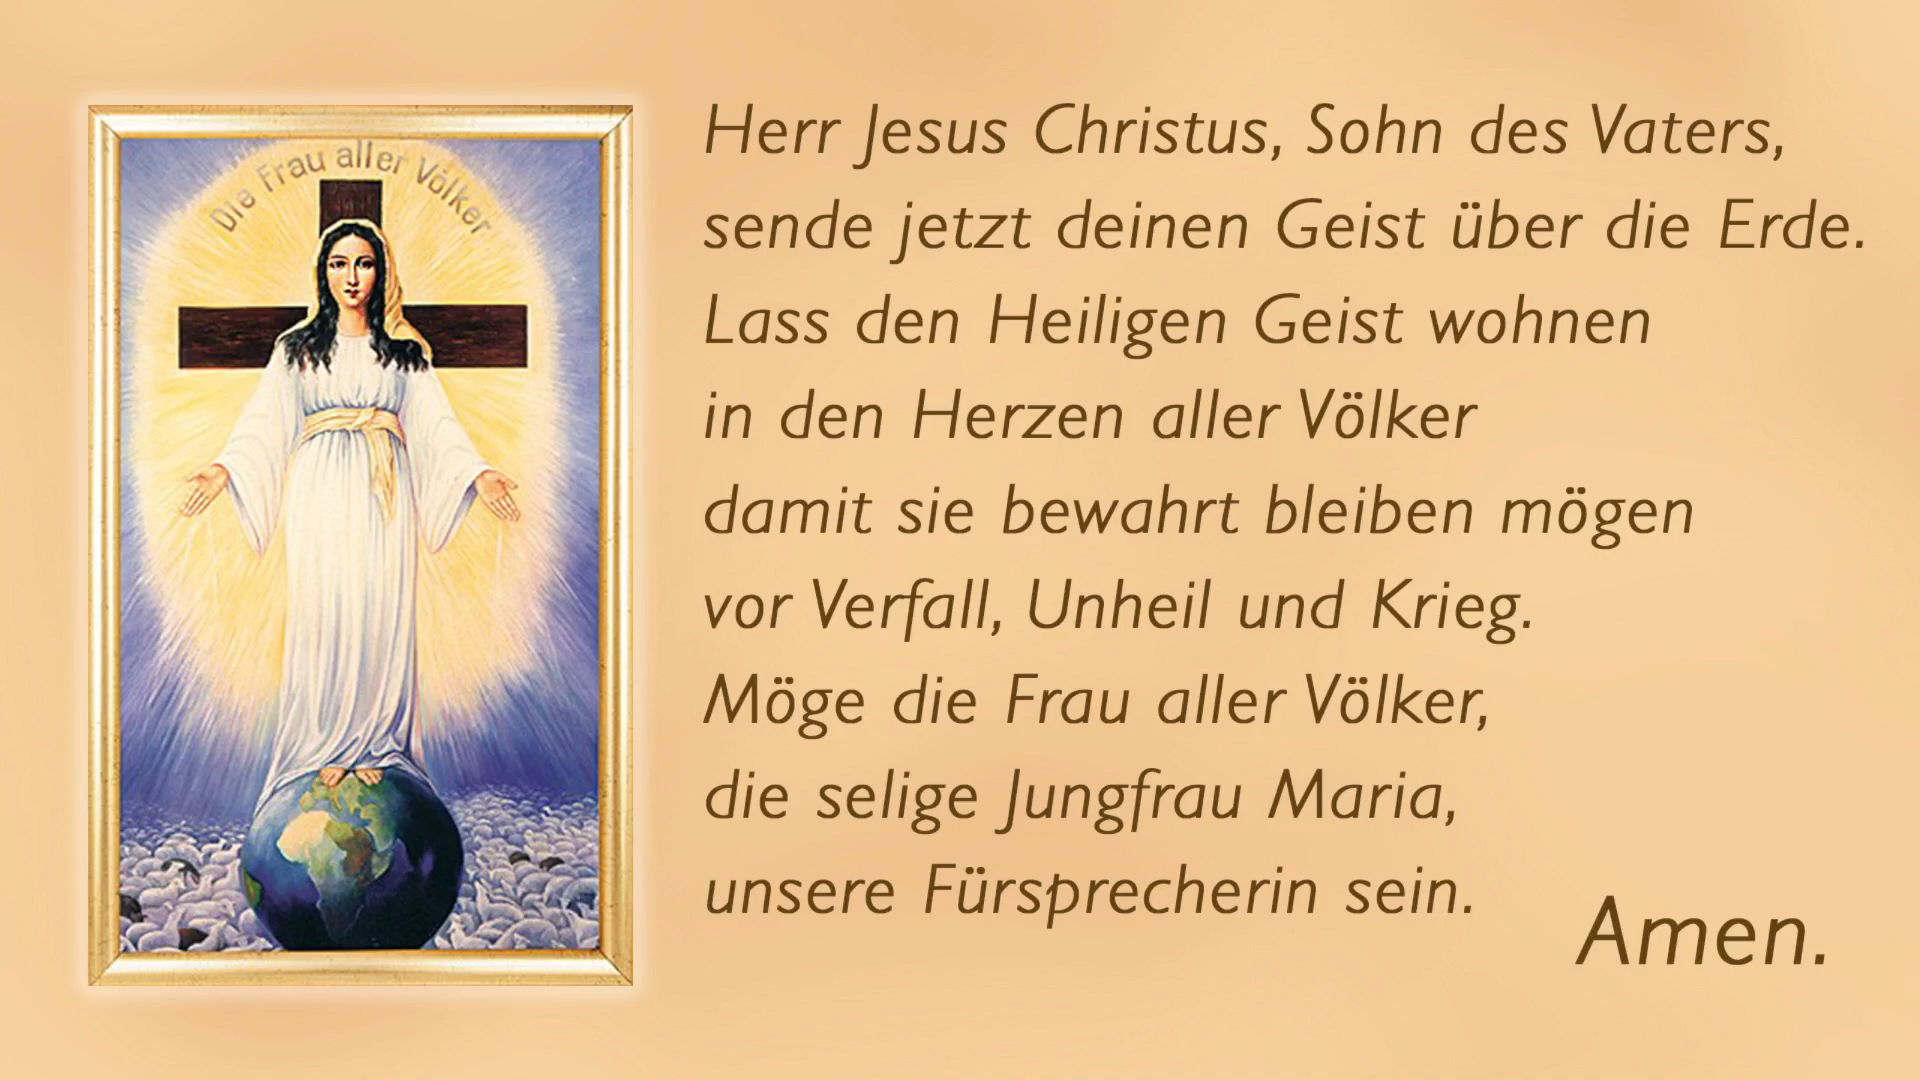 Die Frau aller Völker
Herr Jesus Christus, Sohn des Vaters,
sende jetzt deinen Geist über die Erde.
Lass den Heiligen Geist wohnen
in den Herzen aller Völker
damit sie bewahrt bleiben mögen
vor Verfall, Unheil und Krieg.
Möge die Frau aller Völker,
die selige Jungfrau Maria,
unsere Fürsprecherin sein.
Amen.